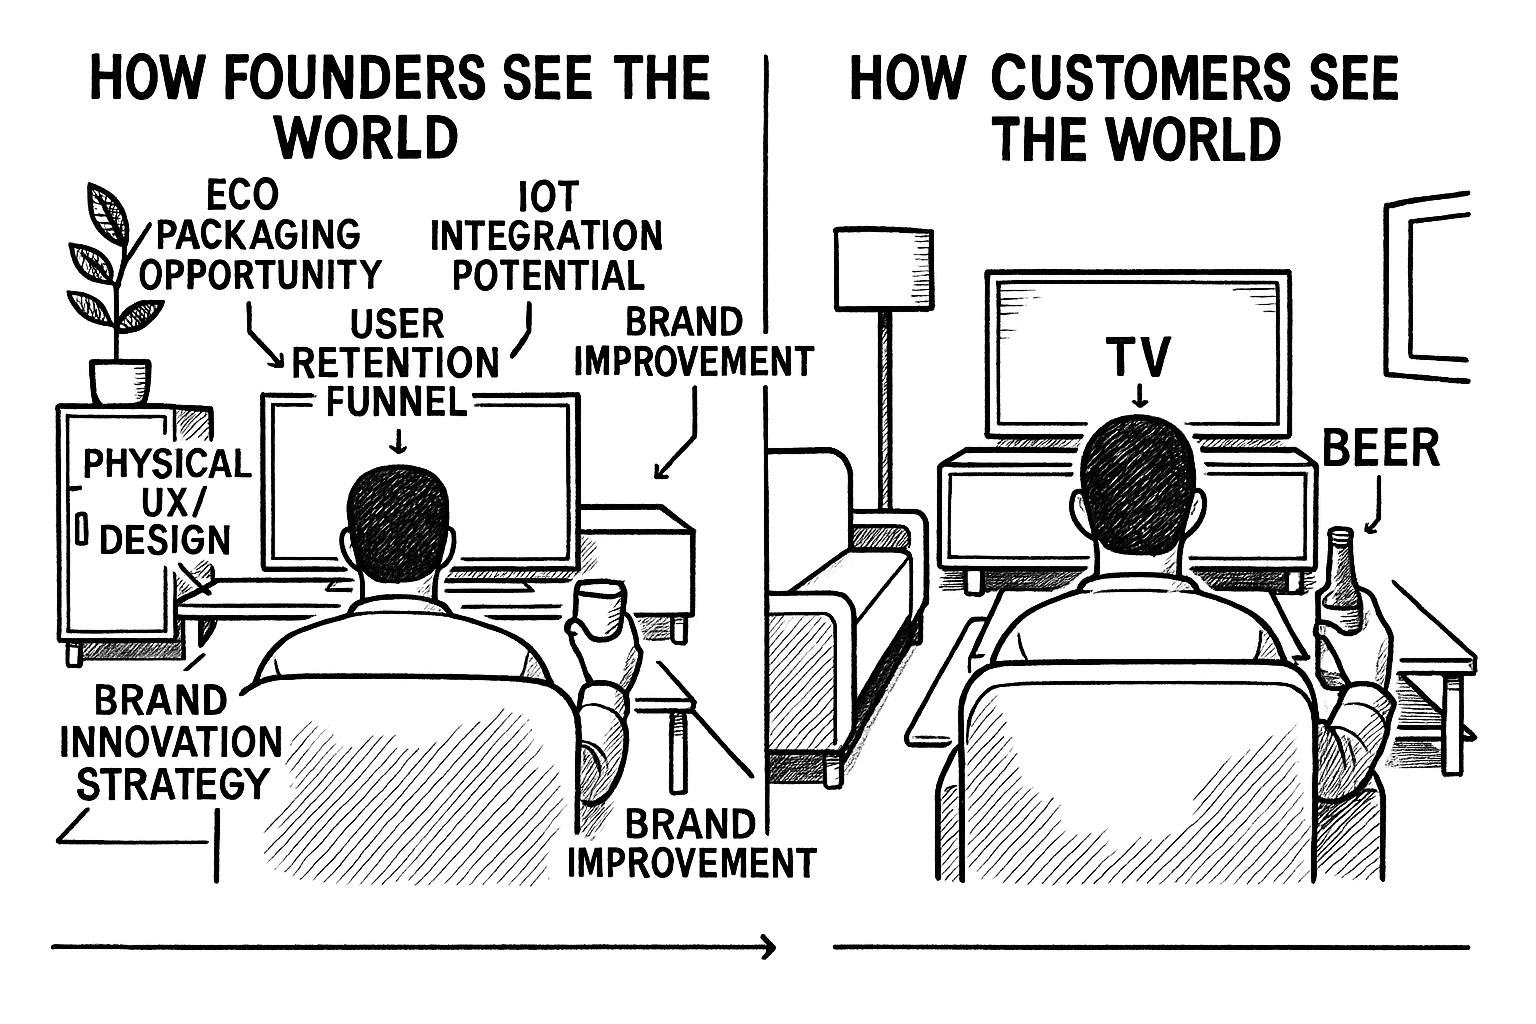 HOW FOUNDERS SEE THE
WORLD
ECO
PACKAGING
OPPORTUNITY
IOT
INTEGRATION
POTENTIAL
USER
RETENTION
FUNNEL
BRAND
IMPROVEMENT
PHYSICAL
UX/
DESIGN
BRAND
INNOVATION
STRATEGY
BRAND
IMPROVEMENT
HOW CUSTOMERS SEE
THE WORLD
TV
BEER